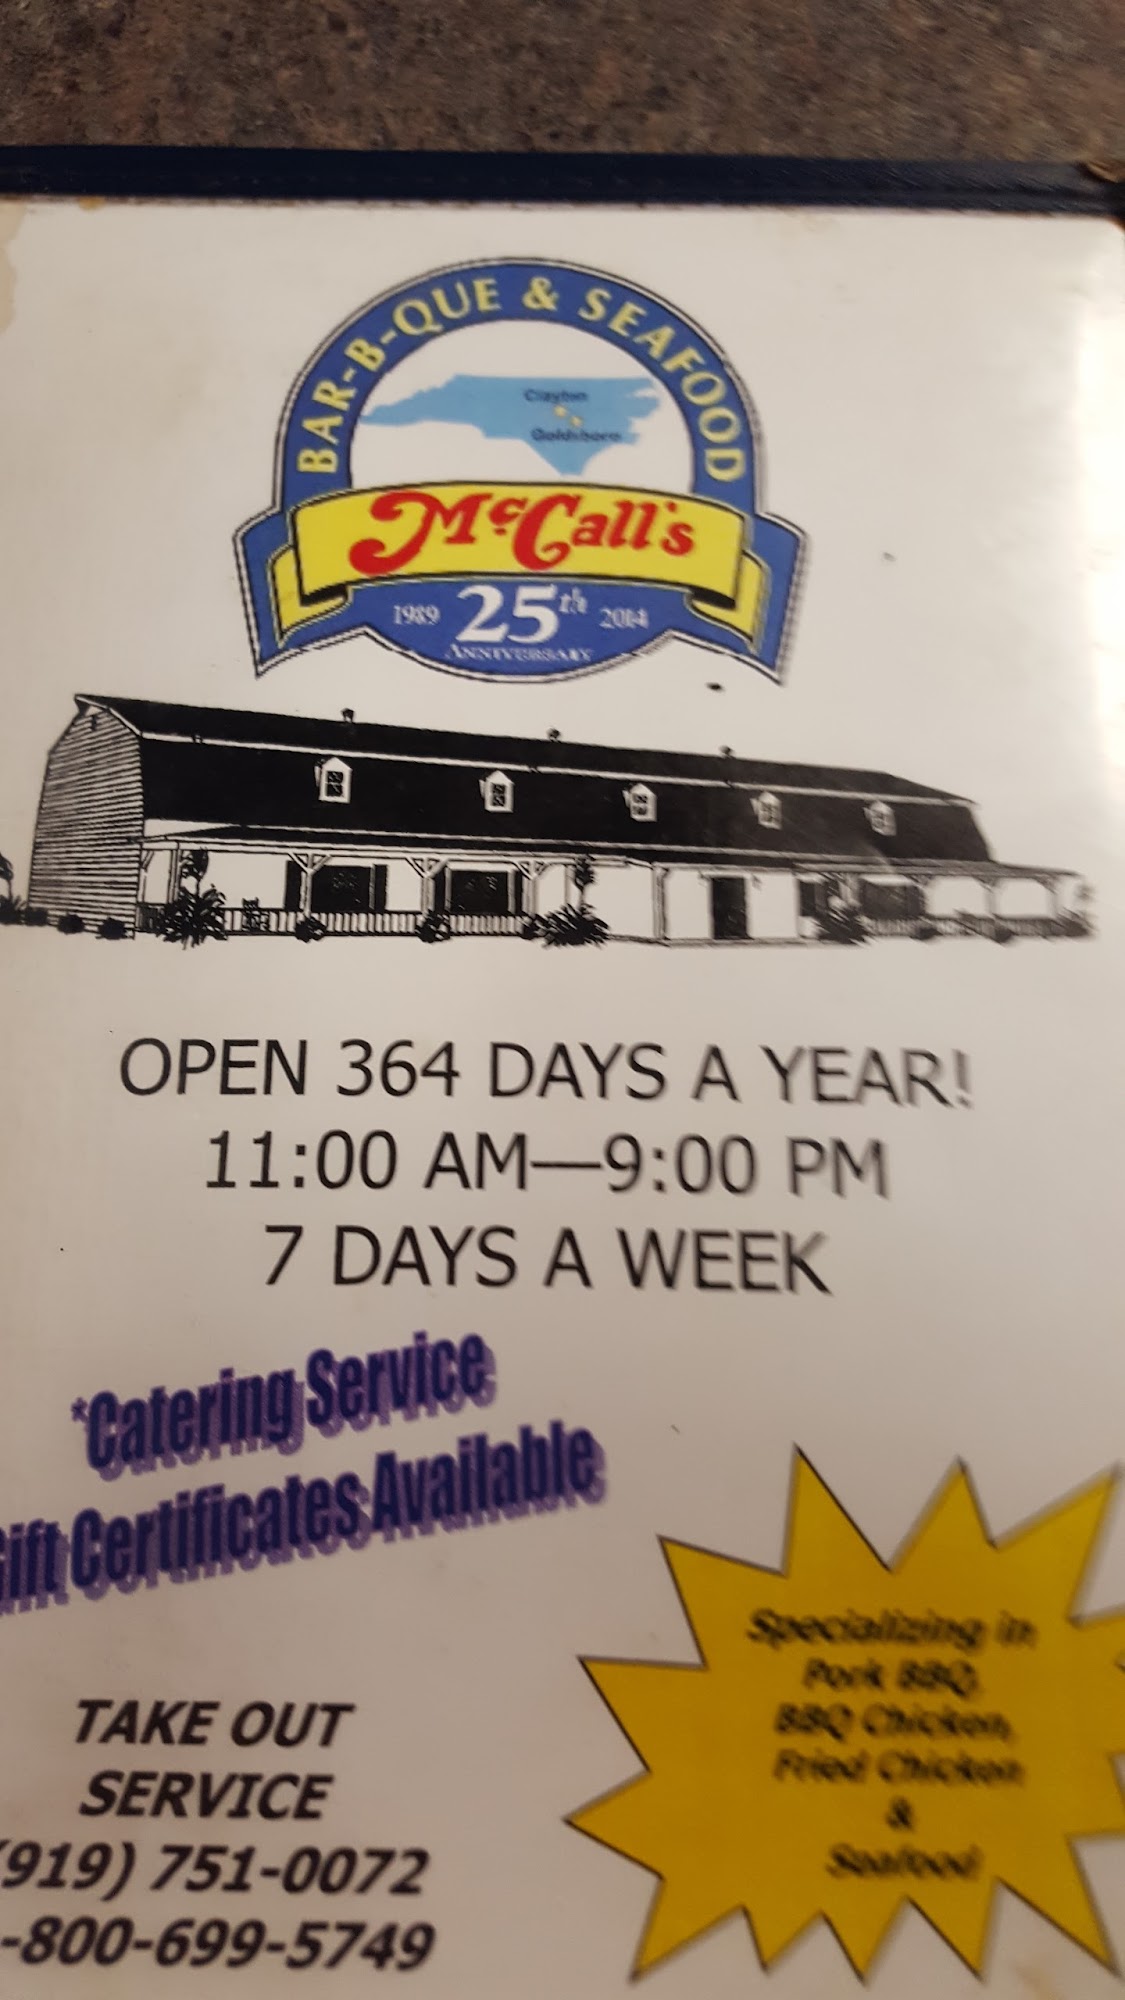 BAR-B-QUE & SEAFOOD
Clayton
Goldsboro
McCall's
1989 25th 2014
ANNIVERSARY
OPEN 364 DAYS A YEAR!
11:00 AM—9:00 PM
7 DAYS A WEEK
*Catering Service
ift Certificates Available
TAKE OUT
SERVICE
(919) 751-0072
-800-699-5749
Specializing in
Pork BBQ,
BBQ Chicken,
Fried Chicken
&
Seafood